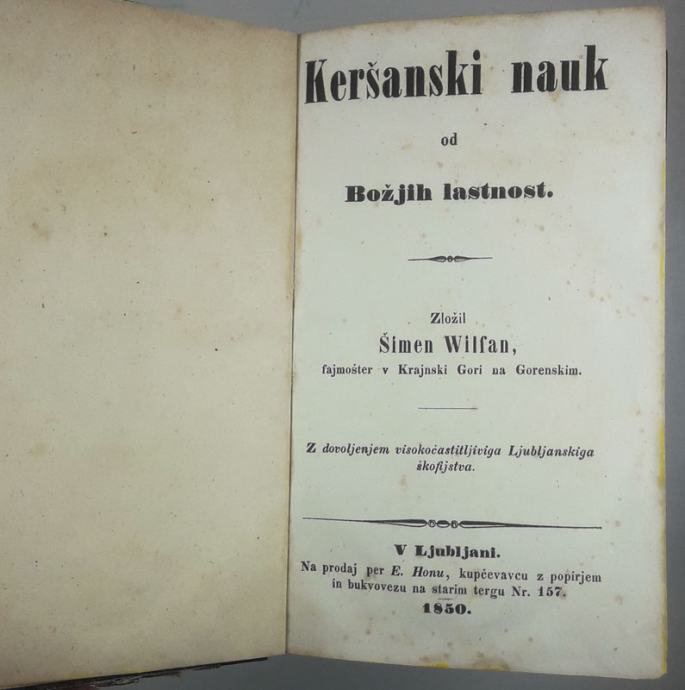 Keršanski nauk
od
Božjih lastnost.
Zložil
Šimen Wilfan,
fajmošter v Krajnski Gori na Gorenskim.
Z dovoljenjem visokočastitljiviga Ljubljanskiga
škofijstva.
V Ljubljani.
Na prodaj per E. Honu, kupčevavcu z popirjem
in bukvovezu na starim tergu Nr. 157.
1850.